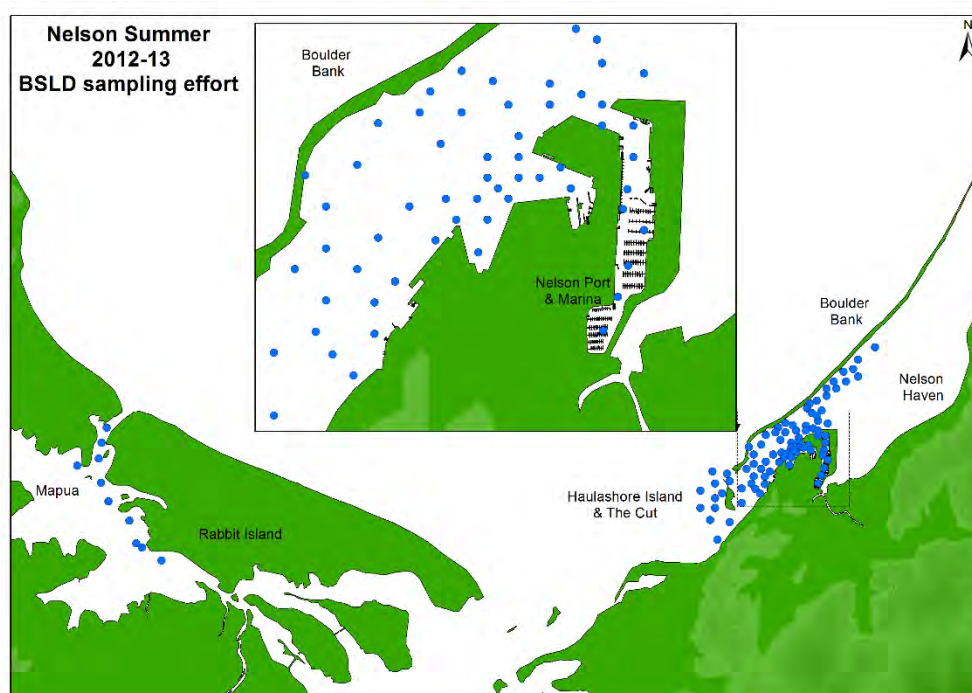 Nelson Summer
2012-13
BSLD sampling effort
Boulder
Bank
Nelson Port
& Marina
N
Boulder
Bank
Nelson
Haven
Haulashore Island
& The Cut
Mapua
Rabbit Island